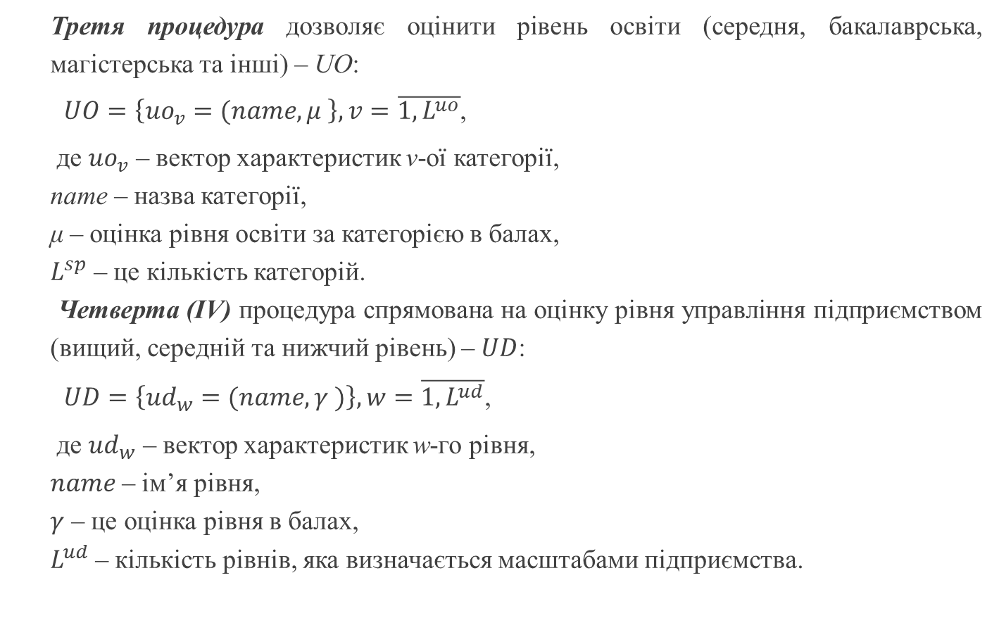 Третя процедура дозволяє оцінити рівень освіти (середня, бакалаврська,
магістерська та інші) – UO:
UO = {uo_v = (name, μ }, v = \overline{1, L^{uo}},
де uo_v – вектор характеристик v-ої категорії,
name – назва категорії,
μ – оцінка рівня освіти за категорією в балах,
L^{sp} – це кількість категорій.
Четверта (IV) процедура спрямована на оцінку рівня управління підприємством
(вищий, середній та нижчий рівень) – UD:
UD = {ud_w = (name, γ )}, w = \overline{1, L^{ud}},
де ud_w – вектор характеристик w-го рівня,
name – ім’я рівня,
γ – це оцінка рівня в балах,
L^{ud} – кількість рівнів, яка визначається масштабами підприємства.